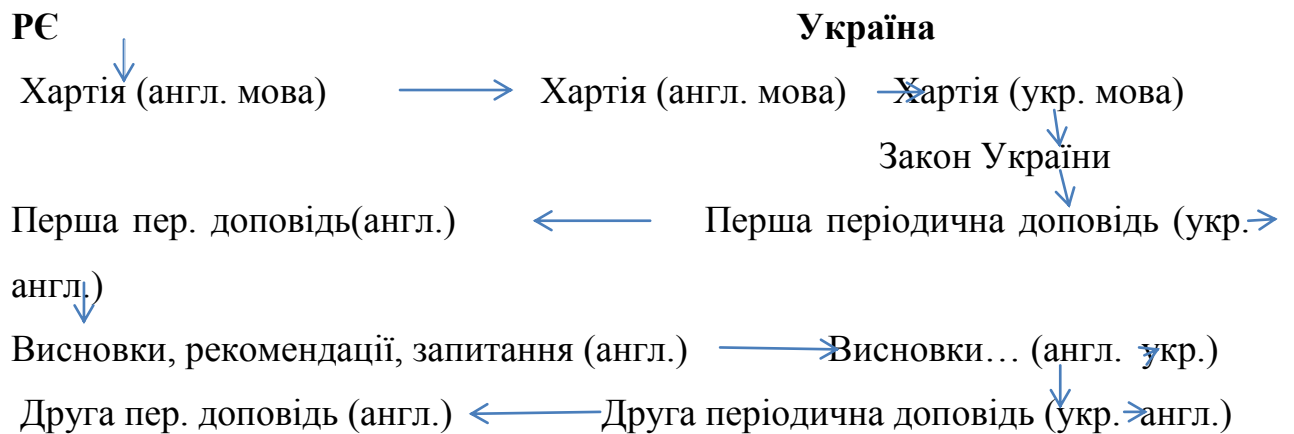 РЄ Україна
Хартія (англ. мова) Хартія (англ. мова) Хартія (укр. мова)
Закон України
Перша пер. доповідь(англ.) Перша періодична доповідь (укр.
англ.)
Висновки, рекомендації, запитання (англ.) Висновки… (англ. укр.)
Друга пер. доповідь (англ.) Друга періодична доповідь (укр. англ.)